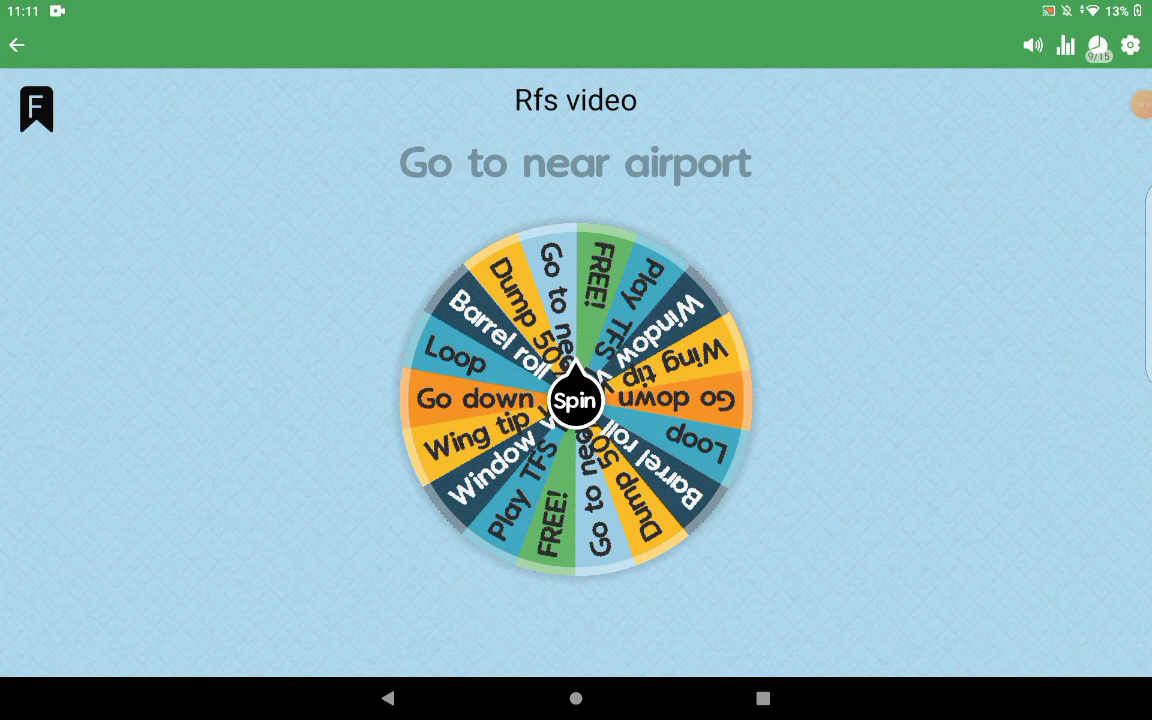 11:11
13%
9/15
F
Rfs video
Go to near airport
FREE!
Play TFS
Window
Wing tip
Go down
Loop
Barrel roll
Dump 50
Go to nea
FREE!
Play TFS
Window
Wing tip
Go down
Loop
Barrel roll
Dump 50
Go to nea
Spin